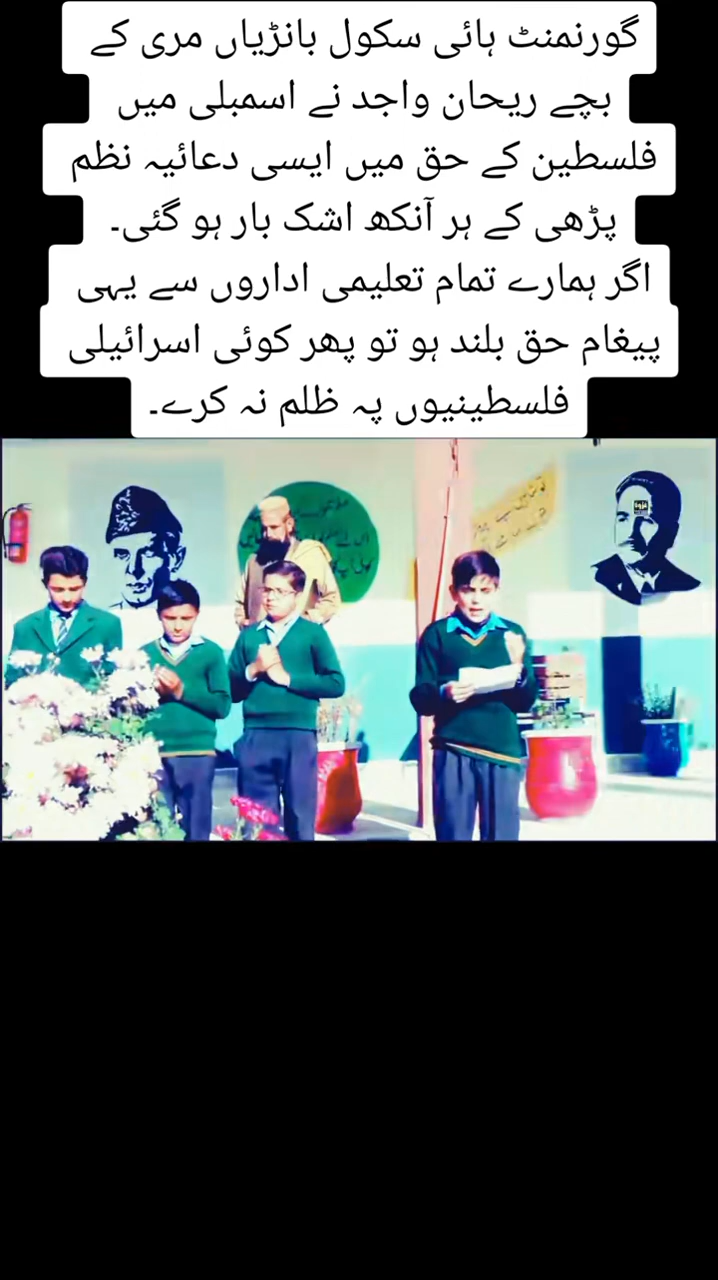 گورنمنٹ ہائی سکول بانڑیاں مری کے
بچے ریحان واجد نے اسمبلی میں
فلسطین کے حق میں ایسی دعائیہ نظم
پڑھی کے ہر آنکھ اشک بار ہو گئی۔
اگر ہمارے تمام تعلیمی اداروں سے یہی
پیغام حق بلند ہو تو پھر کوئی اسرائیلی
فلسطینیوں پہ ظلم نہ کرے۔